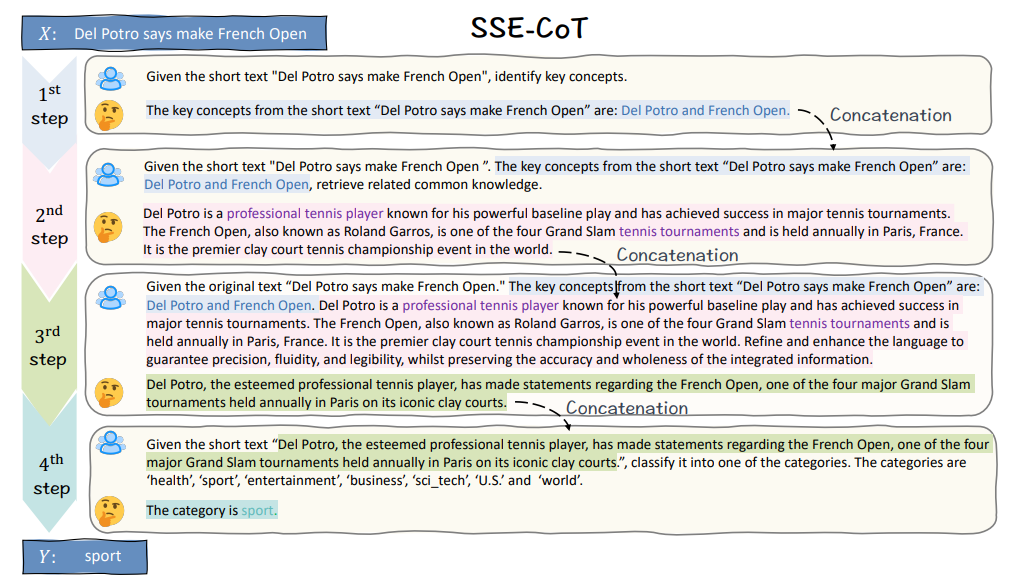 SSE-CoT
X: Del Potro says make French Open
1st step
Given the short text "Del Potro says make French Open", identify key concepts.
The key concepts from the short text “Del Potro says make French Open” are: Del Potro and French Open.
Concatenation
2nd step
Given the short text "Del Potro says make French Open ”. The key concepts from the short text “Del Potro says make French Open” are:
Del Potro and French Open, retrieve related common knowledge.
Del Potro is a professional tennis player known for his powerful baseline play and has achieved success in major tennis tournaments.
The French Open, also known as Roland Garros, is one of the four Grand Slam tennis tournaments and is held annually in Paris, France.
It is the premier clay court tennis championship event in the world.
Concatenation
3rd step
Given the original text "Del Potro says make French Open." The key concepts from the short text “Del Potro says make French Open” are:
Del Potro and French Open. Del Potro is a professional tennis player known for his powerful baseline play and has achieved success in
major tennis tournaments. The French Open, also known as Roland Garros, is one of the four Grand Slam tennis tournaments and is
held annually in Paris, France. It is the premier clay court tennis championship event in the world. Refine and enhance the language to
guarantee precision, fluidity, and legibility, whilst preserving the accuracy and wholeness of the integrated information.
Del Potro, the esteemed professional tennis player, has made statements regarding the French Open, one of the four major Grand Slam
tournaments held annually in Paris on its iconic clay courts.
Concatenation
4th step
Given the short text “Del Potro, the esteemed professional tennis player, has made statements regarding the French Open, one of the four
major Grand Slam tournaments held annually in Paris on its iconic clay courts.”, classify it into one of the categories. The categories are
‘health’, ‘sport’, ‘entertainment’, ‘business’, ‘sci_tech’, ‘U.S.’ and ‘world’.
The category is sport.
Y: sport